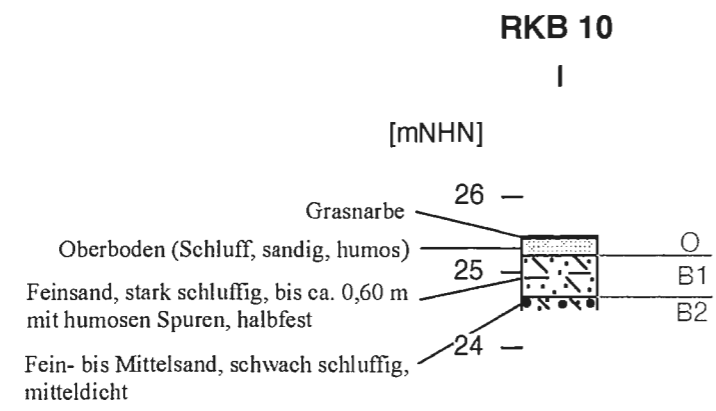 RKB 10
I
[mNHN]
26
Grasnarbe
Oberboden (Schluff, sandig, humos)
O
25
B1
Feinsand, stark schluffig, bis ca. 0,60 m
mit humosen Spuren, halbfest
B2
24
Fein- bis Mittelsand, schwach schluffig,
mitteldicht